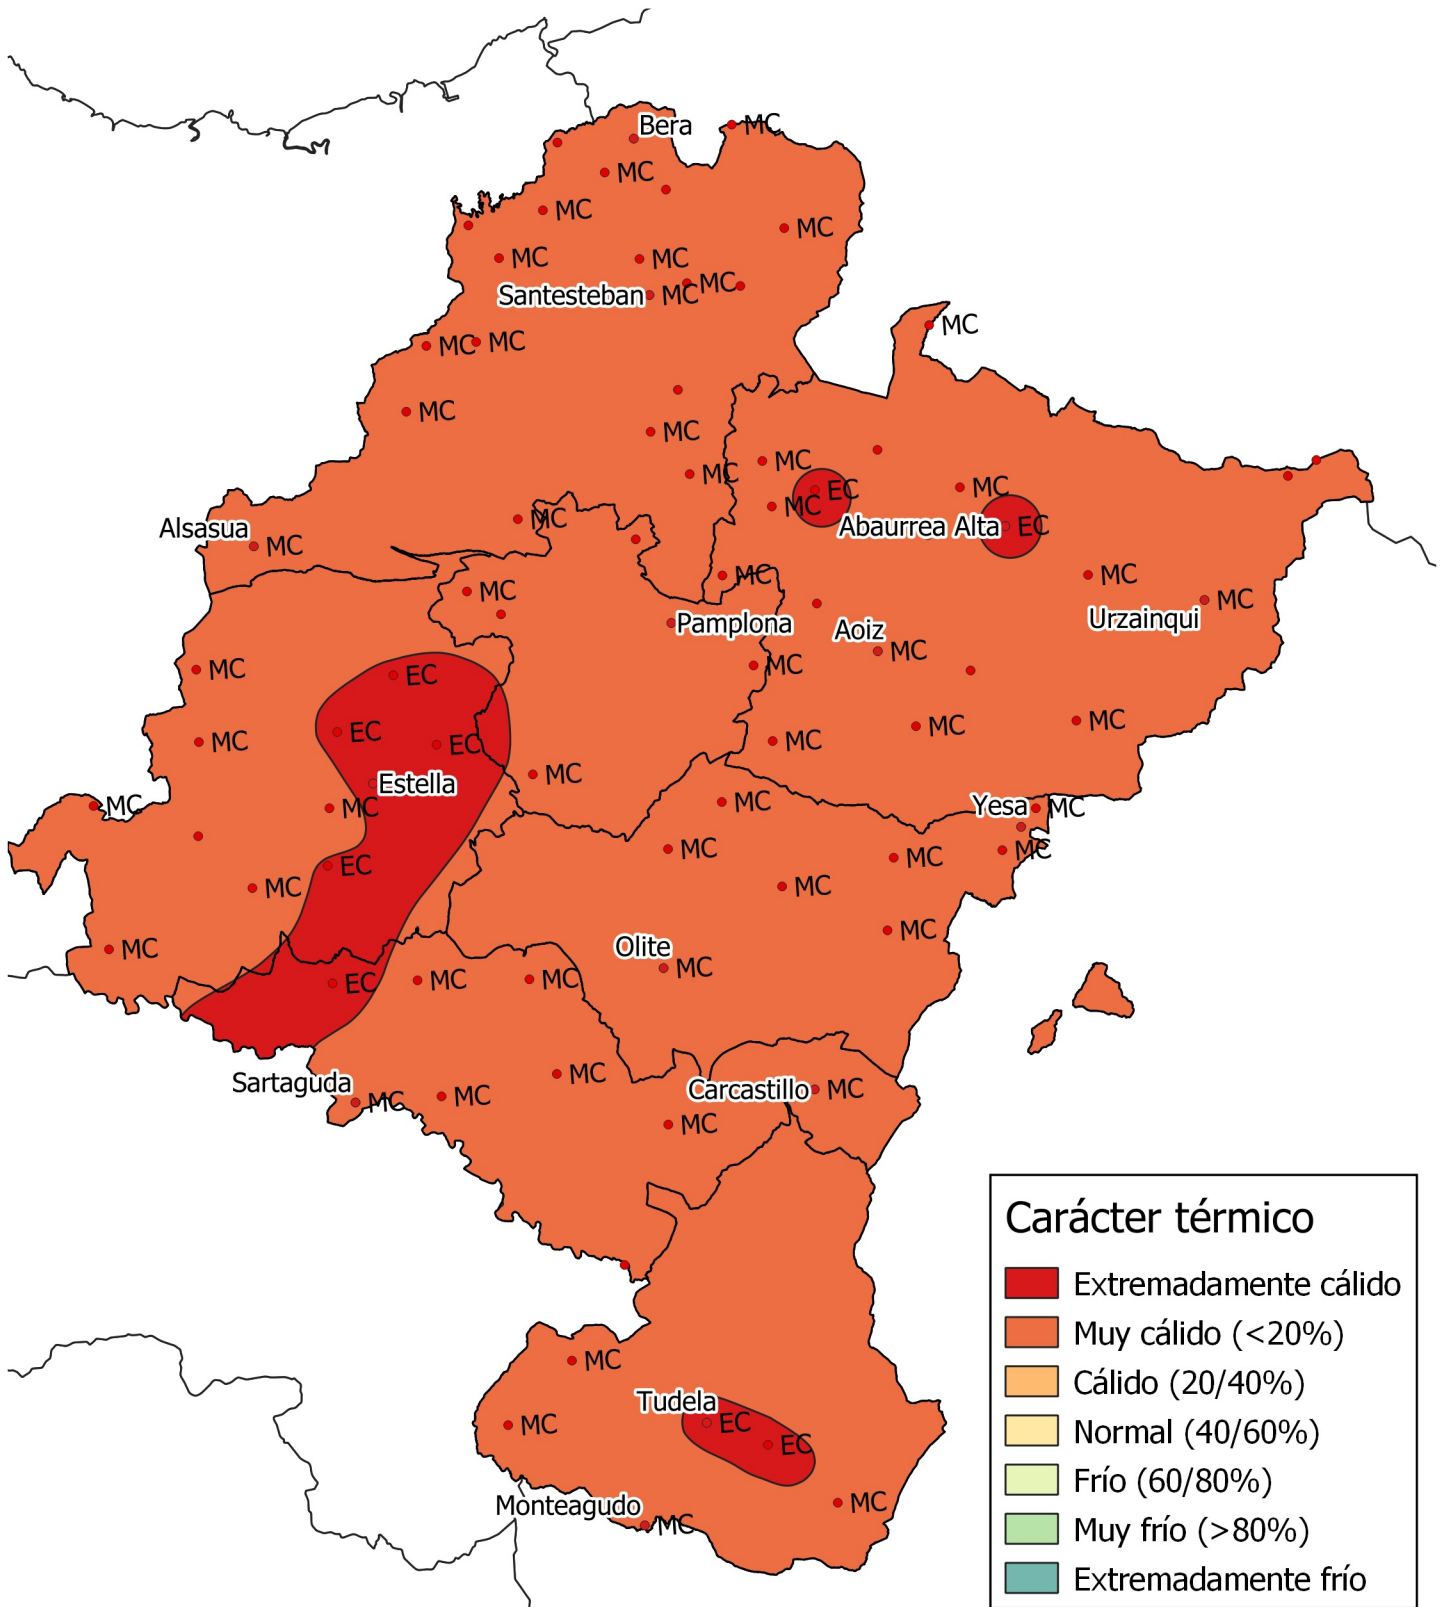 Bera
MC
MC
MC
MC
MC
MC
MC
Santesteban
MC
MC
MC
MC
MC
MC
MC
MC
MC
EC
MC
MC
Alsasua
MC
MC
Abaurrea Alta
EC
MC
MC
MC
Urzainqui
MC
Pamplona
Aoiz
MC
MC
MC
EC
MC
MC
EC
EC
MC
MC
MC
Estella
MC
MC
MC
Yesa
MC
MC
MC
MC
EC
MC
MC
MC
MC
Olite
MC
EC
MC
MC
MC
Sartaguda
MC
MC
Carcastillo
MC
MC
Carácter térmico
Extremadamente cálido
Muy cálido (<20%)
Cálido (20/40%)
Normal (40/60%)
Frío (60/80%)
Muy frío (>80%)
Extremadamente frío
MC
Tudela
MC
EC
EC
Monteagudo
MC
MC